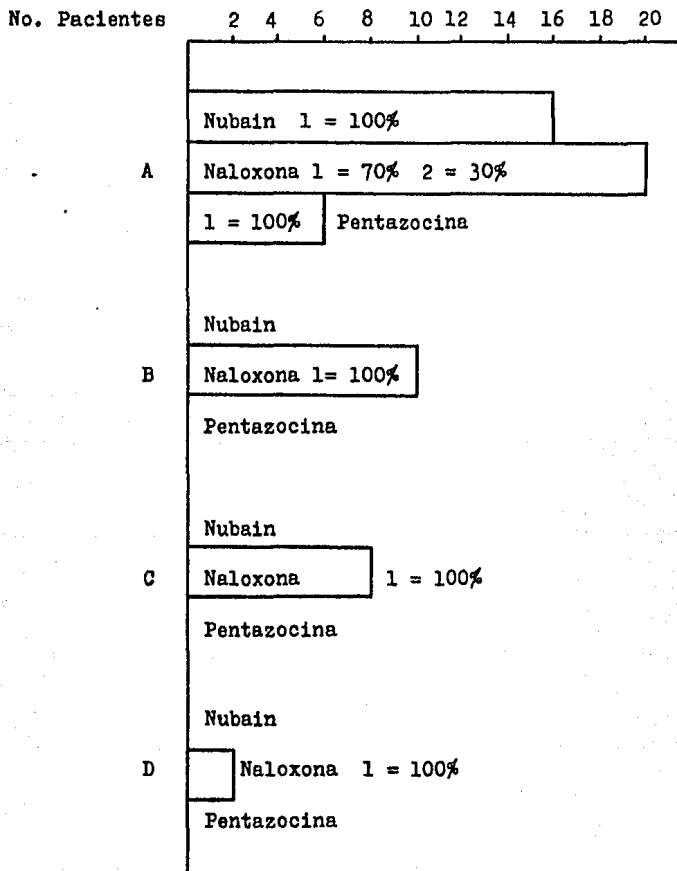 No. Pacientes 2 4 6 8 10 12 14 16 18 20
Nubain 1 = 100%
A Naloxona 1 = 70% 2 = 30%
1 = 100% Pentazocina
Nubain
B Naloxona 1= 100%
Pentazocina
Nubain
C Naloxona 1 = 100%
Pentazocina
Nubain
D Naloxona 1 = 100%
Pentazocina